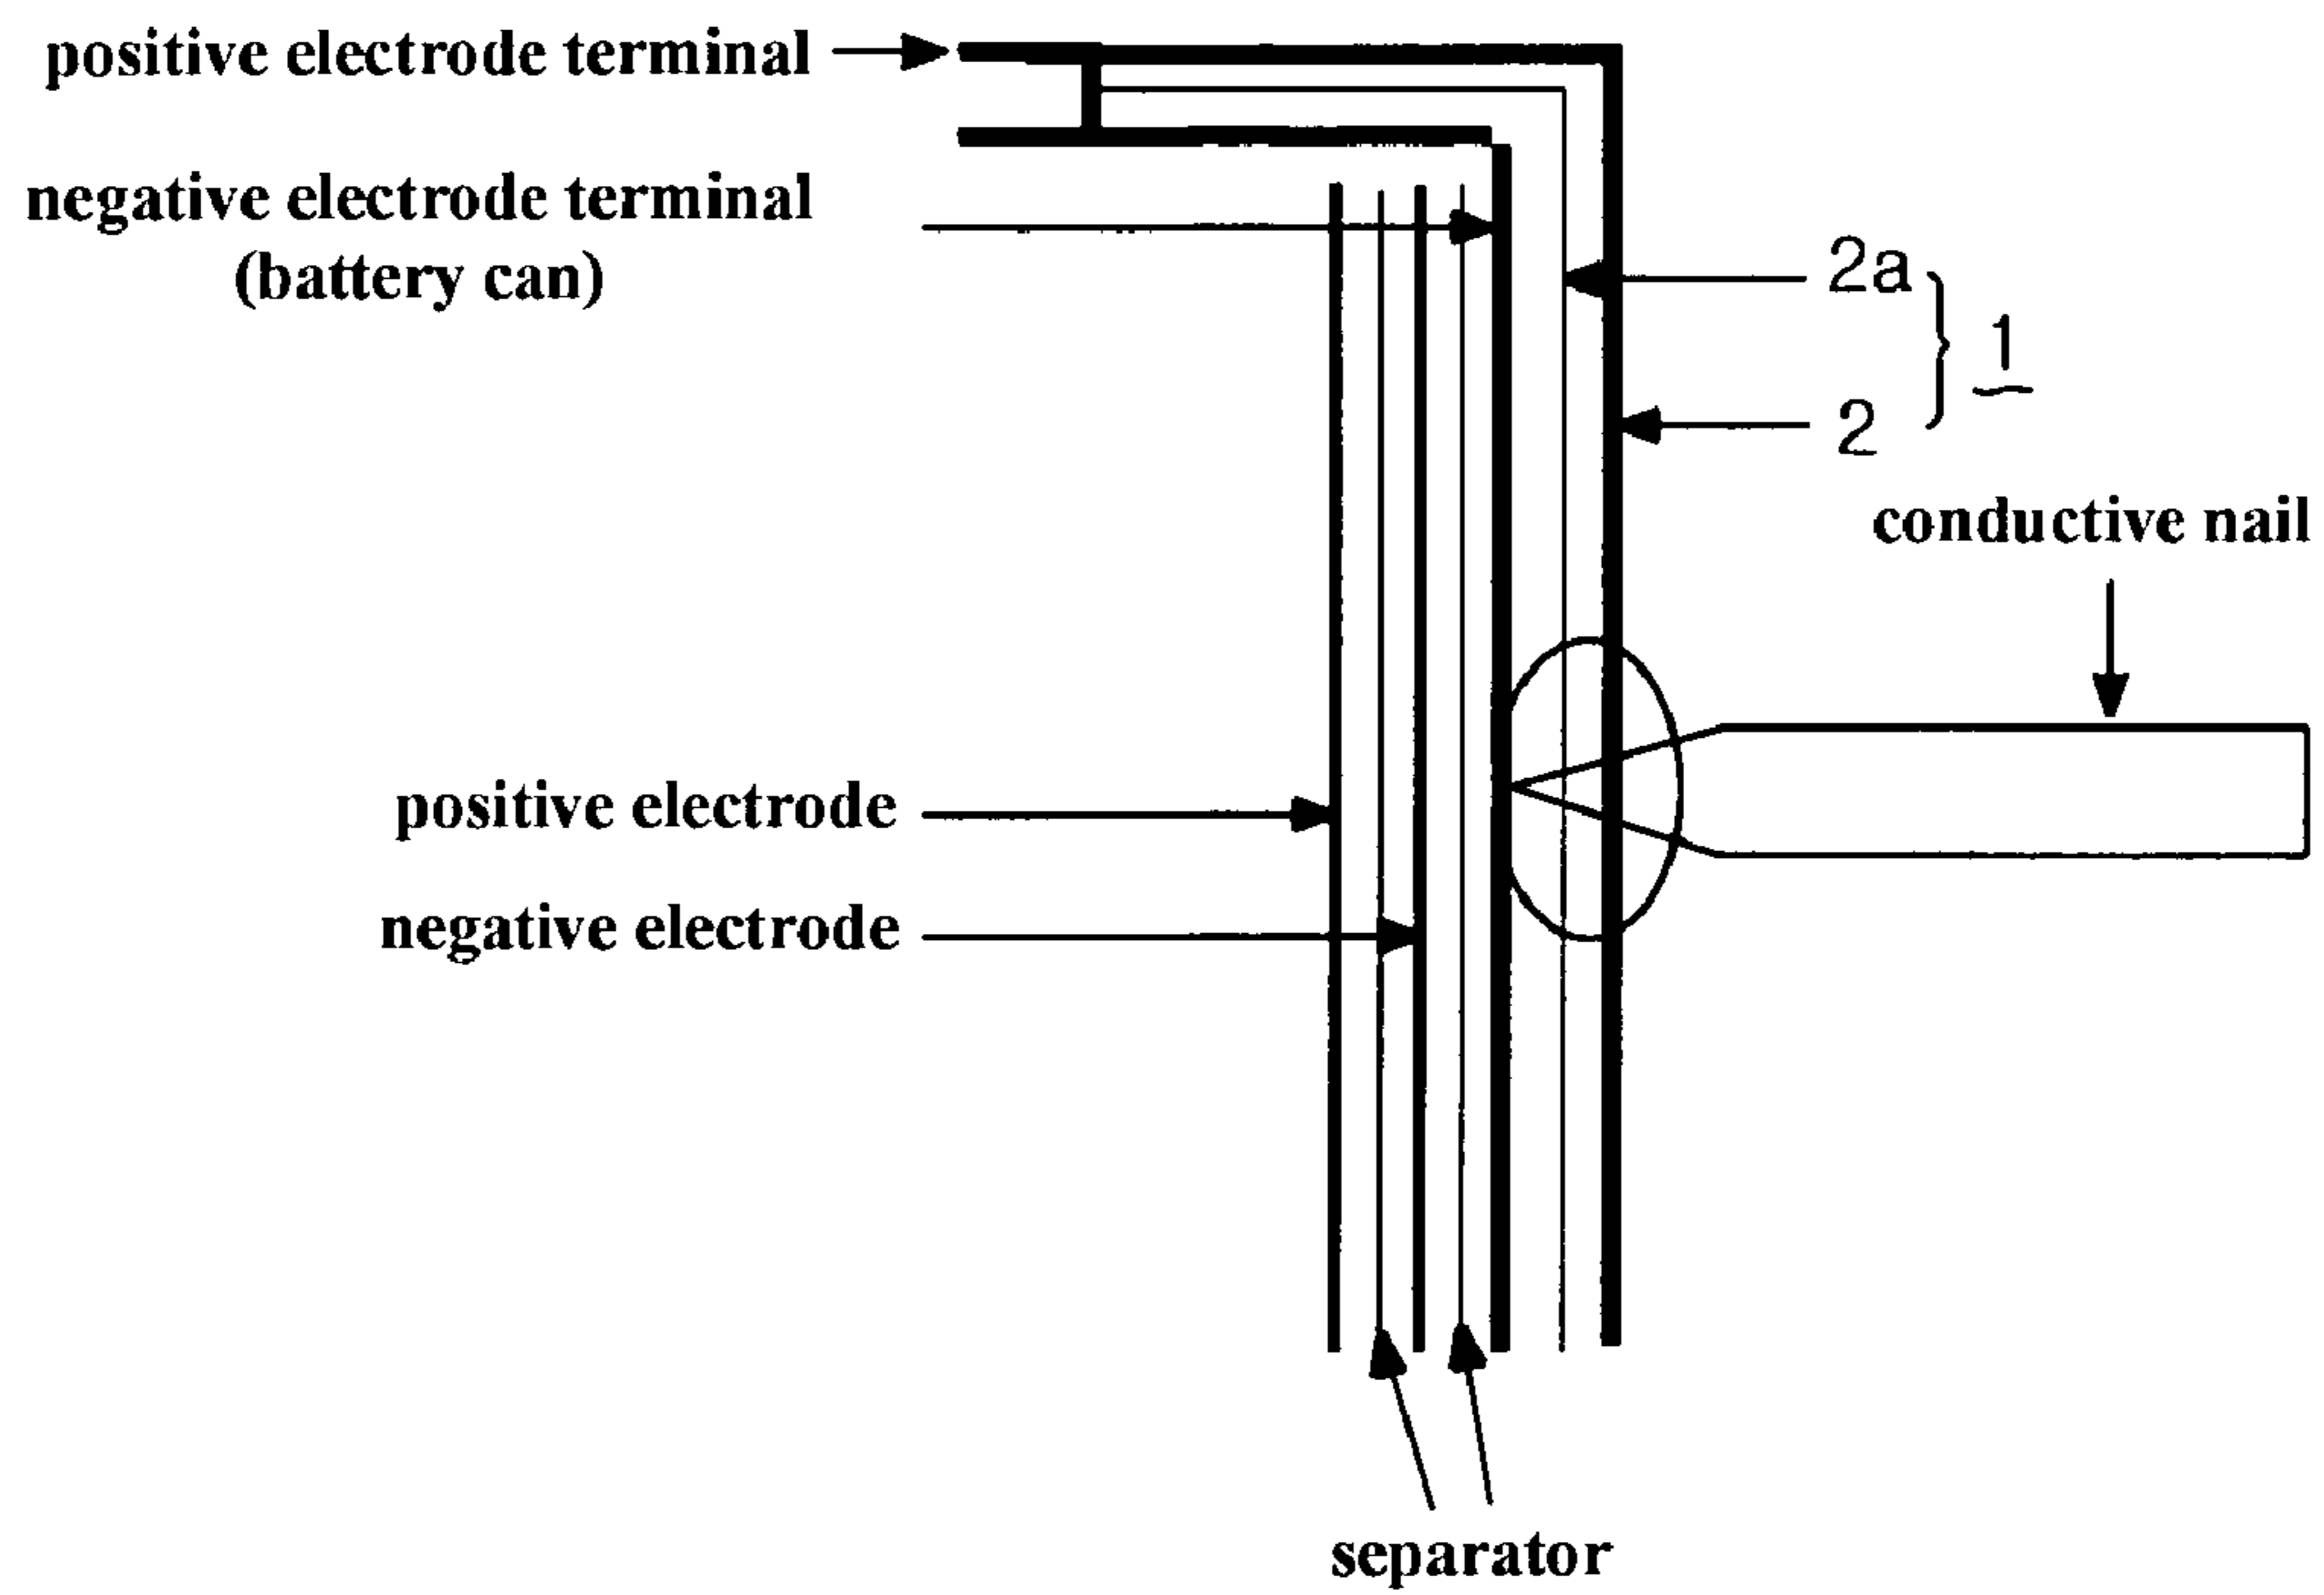 positive electrode terminal
negative electrode terminal
(battery can)
2a
1
2
conductive nail
positive electrode
negative electrode
separator